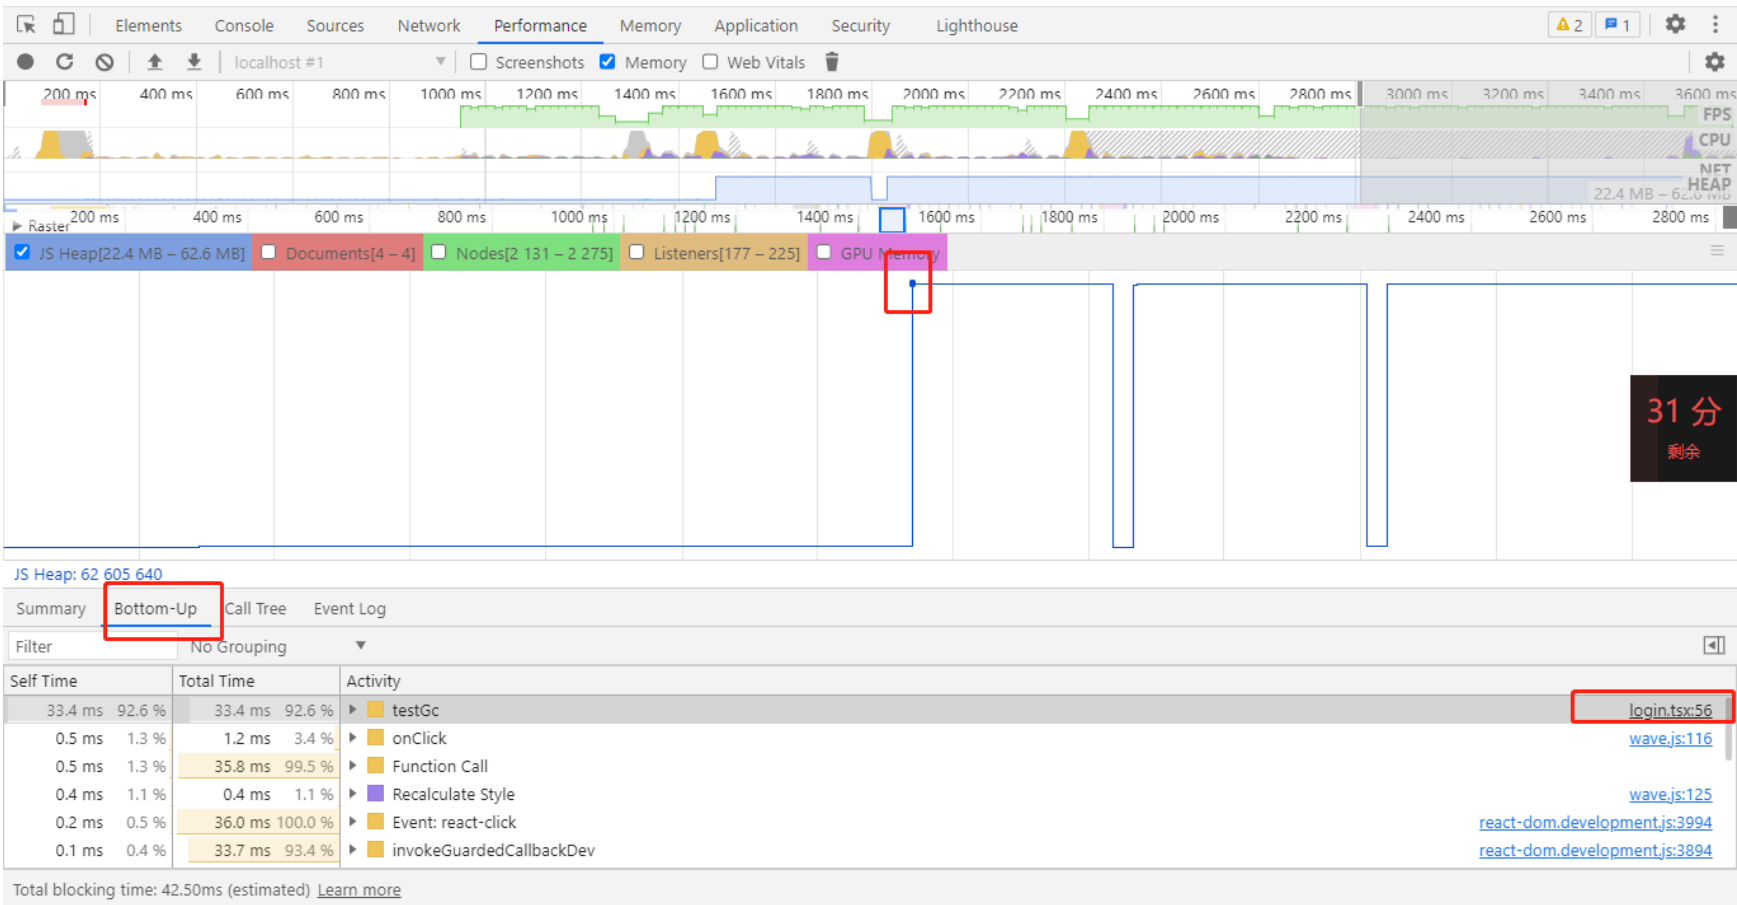 Elements Console Sources Network Performance Memory Application Security Lighthouse 2 1
localhost #1 Screenshots Memory Web Vitals
200 ms 400 ms 600 ms 800 ms 1000 ms 1200 ms 1400 ms 1600 ms 1800 ms 2000 ms 2200 ms 2400 ms 2600 ms 2800 ms 3000 ms 3200 ms 3400 ms 3600 ms
FPS
CPU
NET
HEAP
22.4 MB – 62.6 MB
200 ms 400 ms 600 ms 800 ms 1000 ms 1200 ms 1400 ms 1600 ms 1800 ms 2000 ms 2200 ms 2400 ms 2600 ms 2800 ms
Raster
JS Heap[22.4 MB – 62.6 MB] Documents[4 – 4] Nodes[2 131 – 2 275] Listeners[177 – 225] GPU Memory
31 分
剩余
JS Heap: 62 605 640
Summary Bottom-Up Call Tree Event Log
Filter No Grouping
Self Time Total Time Activity
33.4 ms 92.6 % 33.4 ms 92.6 % testGc login.tsx:56
0.5 ms 1.3 % 1.2 ms 3.4 % onClick wave.js:116
0.5 ms 1.3 % 35.8 ms 99.5 % Function Call
0.4 ms 1.1 % 0.4 ms 1.1 % Recalculate Style wave.js:125
0.2 ms 0.5 % 36.0 ms 100.0 % Event: react-click react-dom.development.js:3994
0.1 ms 0.4 % 33.7 ms 93.4 % invokeGuardedCallbackDev react-dom.development.js:3894
Total blocking time: 42.50ms (estimated) Learn more